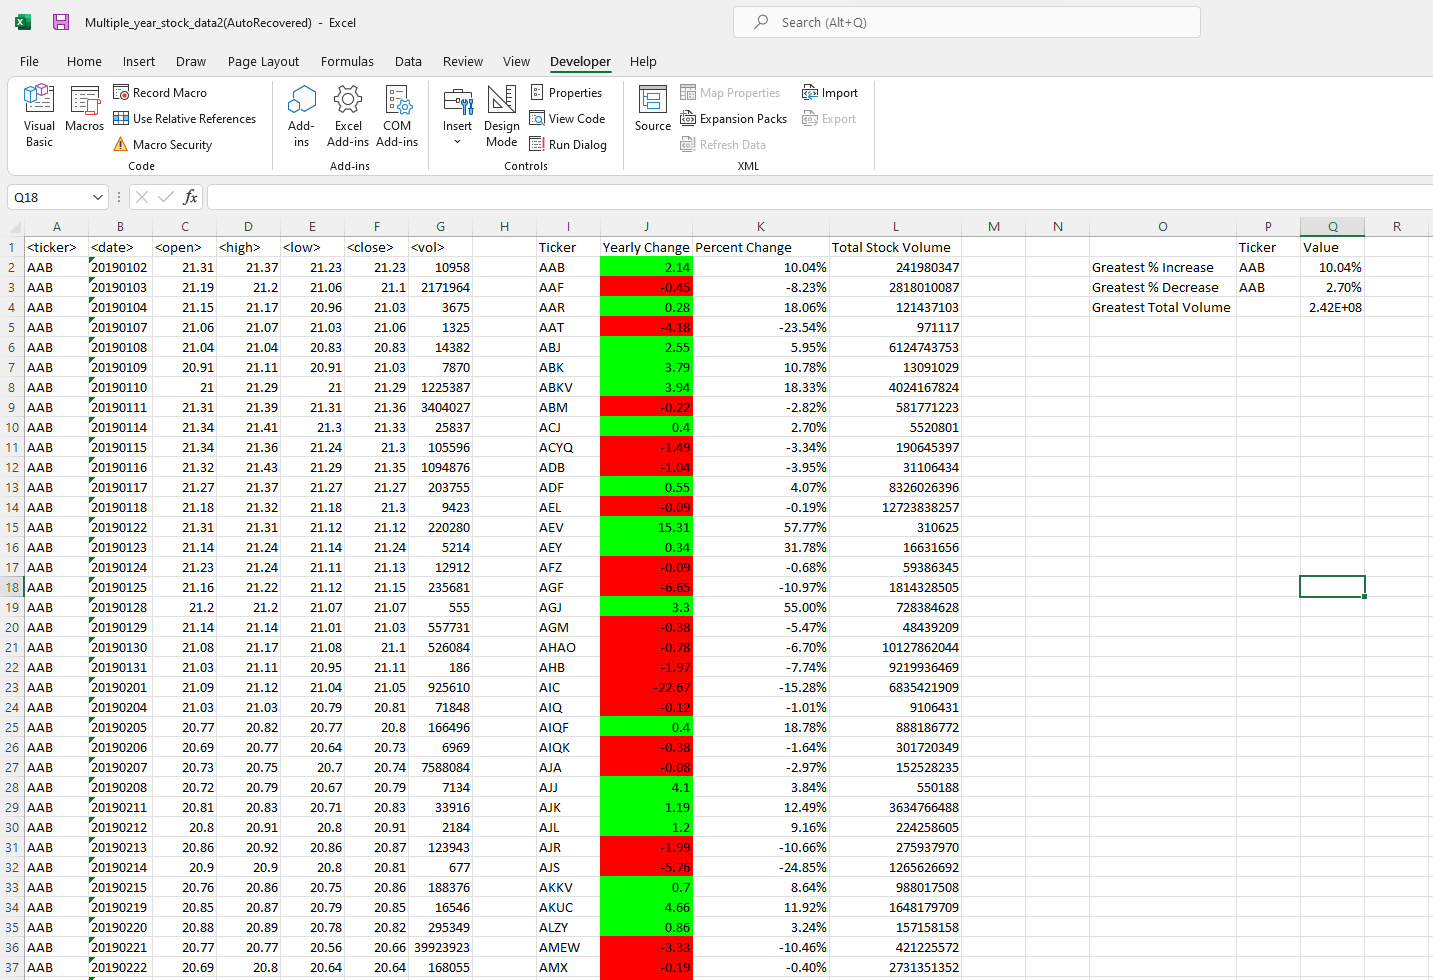 Multiple_year_stock_data2(AutoRecovered) - Excel
Search (Alt+Q)
File Home Insert Draw Page Layout Formulas Data Review View Developer Help
Visual Basic
Macros
Record Macro
Use Relative References
Macro Security
Code
Add-ins
Excel Add-ins
COM Add-ins
Add-ins
Insert
Design Mode
Properties
View Code
Run Dialog
Controls
Source
Map Properties
Expansion Packs
Refresh Data
Import
Export
XML
Q18 fx
A B C D E F G H I J K L M N O P Q R
1 <ticker> <date> <open> <high> <low> <close> <vol> Ticker Yearly Change Percent Change Total Stock Volume Ticker Value
2 AAB 20190102 21.31 21.37 21.23 21.23 10958 AAB 2.14 10.04% 241980347 Greatest % Increase AAB 10.04%
3 AAB 20190103 21.19 21.2 21.06 21.1 2171964 AAF -0.45 -8.23% 2818010087 Greatest % Decrease AAB 2.70%
4 AAB 20190104 21.15 21.17 20.96 21.03 3675 AAR 0.28 18.06% 121437103 Greatest Total Volume 2.42E+08
5 AAB 20190107 21.06 21.07 21.03 21.06 1325 AAT -4.18 -23.54% 971117
6 AAB 20190108 21.04 21.04 20.83 20.83 14382 ABJ 2.55 5.95% 6124743753
7 AAB 20190109 20.91 21.11 20.91 21.03 7870 ABK 3.79 10.78% 13091029
8 AAB 20190110 21 21.29 21 21.29 1225387 ABKV 3.94 18.33% 4024167824
9 AAB 20190111 21.31 21.39 21.31 21.36 3404027 ABM -0.22 -2.82% 581771223
10 AAB 20190114 21.34 21.41 21.3 21.33 25837 ACJ 0.4 2.70% 5520801
11 AAB 20190115 21.34 21.36 21.24 21.3 105596 ACYQ -1.49 -3.34% 190645397
12 AAB 20190116 21.32 21.43 21.29 21.35 1094876 ADB -1.04 -3.95% 31106434
13 AAB 20190117 21.27 21.37 21.27 21.27 203755 ADF 0.55 4.07% 8326026396
14 AAB 20190118 21.18 21.32 21.18 21.3 9423 AEL -0.09 -0.19% 12723838257
15 AAB 20190122 21.31 21.31 21.12 21.12 220280 AEV 15.31 57.77% 310625
16 AAB 20190123 21.14 21.24 21.14 21.24 5214 AEY 0.34 31.78% 16631656
17 AAB 20190124 21.23 21.24 21.11 21.13 12912 AFZ -0.09 -0.68% 59386345
18 AAB 20190125 21.16 21.22 21.12 21.15 235681 AGF -6.65 -10.97% 1814328505
19 AAB 20190128 21.2 21.2 21.07 21.07 555 AGJ 3.3 55.00% 728384628
20 AAB 20190129 21.14 21.14 21.01 21.03 557731 AGM -0.38 -5.47% 48439209
21 AAB 20190130 21.08 21.17 21.08 21.1 526084 AHAO -0.78 -6.70% 10127862044
22 AAB 20190131 21.03 21.11 20.95 21.11 186 AHB -1.97 -7.74% 9219936469
23 AAB 20190201 21.09 21.12 21.04 21.05 925610 AIC -22.67 -15.28% 6835421909
24 AAB 20190204 21.03 21.03 20.79 20.81 71848 AIQ -0.12 -1.01% 9106431
25 AAB 20190205 20.77 20.82 20.77 20.8 166496 AIQF 0.4 18.78% 888186772
26 AAB 20190206 20.69 20.77 20.64 20.73 6969 AIQK -0.38 -1.64% 301720349
27 AAB 20190207 20.73 20.75 20.7 20.74 7588084 AJA -0.08 -2.97% 152528235
28 AAB 20190208 20.72 20.79 20.67 20.79 7134 AJJ 4.1 3.84% 550188
29 AAB 20190211 20.81 20.83 20.71 20.83 33916 AJK 1.19 12.49% 3634766488
30 AAB 20190212 20.8 20.91 20.8 20.91 2184 AJL 1.2 9.16% 224258605
31 AAB 20190213 20.86 20.92 20.86 20.87 123943 AJR -1.99 -10.66% 275937970
32 AAB 20190214 20.9 20.9 20.8 20.81 677 AJS -5.76 -24.85% 1265626692
33 AAB 20190215 20.76 20.86 20.75 20.86 188376 AKKV 0.7 8.64% 988017508
34 AAB 20190219 20.85 20.87 20.79 20.85 16546 AKUC 4.66 11.92% 1648179709
35 AAB 20190220 20.88 20.89 20.78 20.82 295349 ALZY 0.86 3.24% 157158158
36 AAB 20190221 20.77 20.77 20.56 20.66 39923923 AMEW -3.33 -10.46% 421225572
37 AAB 20190222 20.69 20.8 20.64 20.64 168055 AMX -0.19 -0.40% 2731351352